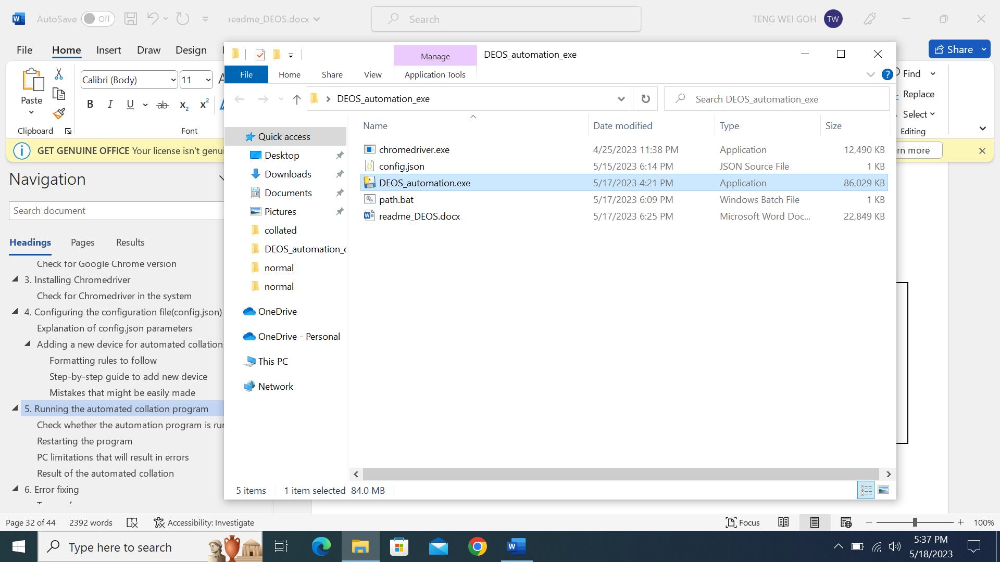 AutoSave Off readme_DEOS.docx Search TENG WEI GOH TW
File Home Insert Draw Design
Share
Paste
Clipboard
Calibri (Body) 11
B I U ab x2 x2
Font
Find
Replace
Select
Editing
GET GENUINE OFFICE Your license isn't genui
rn more
Navigation
Search document
Headings Pages Results
Check for Google Chrome version
3. Installing Chromedriver
Check for Chromedriver in the system
4. Configuring the configuration file(config.json)
Explanation of config.json parameters
Adding a new device for automated collation
Formatting rules to follow
Step-by-step guide to add new device
Mistakes that might be easily made
5. Running the automated collation program
Check whether the automation program is ru
Restarting the program
PC limitations that will result in errors
Result of the automated collation
6. Error fixing
Manage DEOS_automation_exe
File Home Share View Application Tools
DEOS_automation_exe Search DEOS_automation_exe
Quick access
Desktop
Downloads
Documents
Pictures
collated
DEOS_automation_e
normal
normal
OneDrive
OneDrive - Personal
This PC
Network
Name Date modified Type Size
chromedriver.exe 4/25/2023 11:38 PM Application 12,490 KB
config.json 5/15/2023 6:14 PM JSON Source File 1 KB
DEOS_automation.exe 5/17/2023 4:21 PM Application 86,029 KB
path.bat 5/17/2023 6:09 PM Windows Batch File 1 KB
readme_DEOS.docx 5/17/2023 6:25 PM Microsoft Word Doc... 22,849 KB
5 items 1 item selected 84.0 MB
Page 32 of 44 2392 words Accessibility: Investigate Focus 100%
Type here to search
5:37 PM
5/18/2023